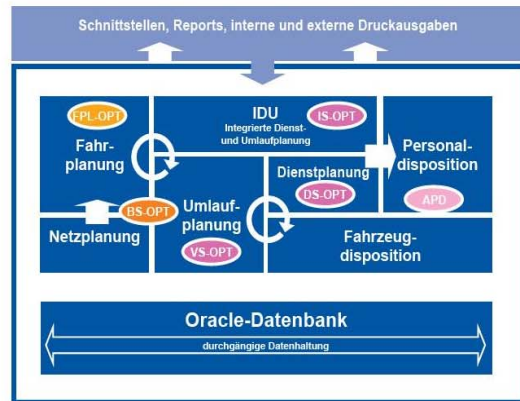 Schnittstellen, Reports, interne und externe Druckausgaben
FPL-OPT
Fahr-
planung
IDU
Integrierte Dienst-
und Umlaufplanung
IS-OPT
Personal-
disposition
Dienstplanung
DS-OPT
APD
BS-OPT
Umlauf-
planung
Netzplanung
VS-OPT
Fahrzeug-
disposition
Oracle-Datenbank
durchgängige Datenhaltung